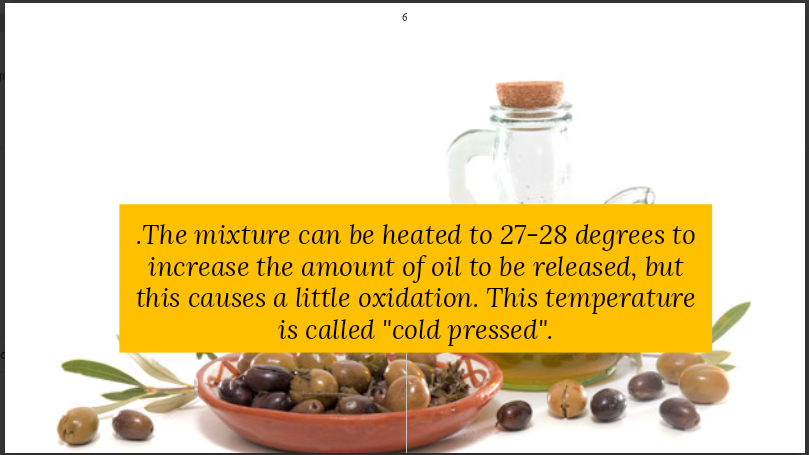 6
.The mixture can be heated to 27-28 degrees to
increase the amount of oil to be released, but
this causes a little oxidation. This temperature
is called "cold pressed".